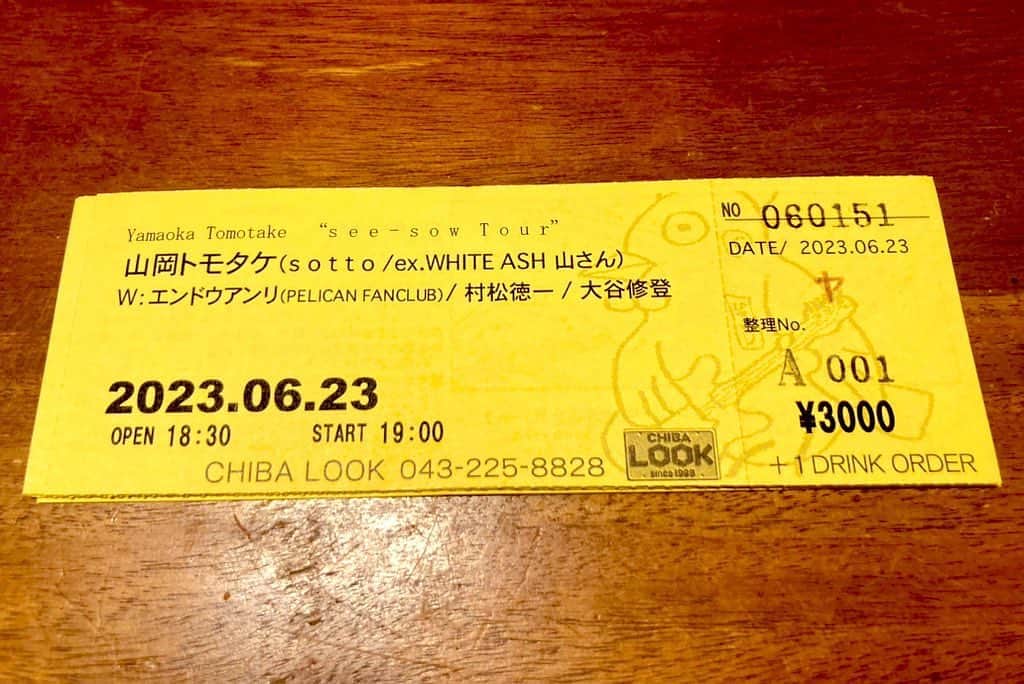 Yamaoka Tomotake “see-sow Tour”
山岡トモタケ(sotto/ex.WHITE ASH 山さん)
W:エンドウアンリ(PELICAN FANCLUB)/ 村松徳一 / 大谷修登
2023.06.23
OPEN 18:30 START 19:00
CHIBA LOOK 043-225-8828
CHIBA
LOOK
NO 060151
DATE/ 2023.06.23
ヤ
整理No.
A 001
¥3000
+1 DRINK ORDER